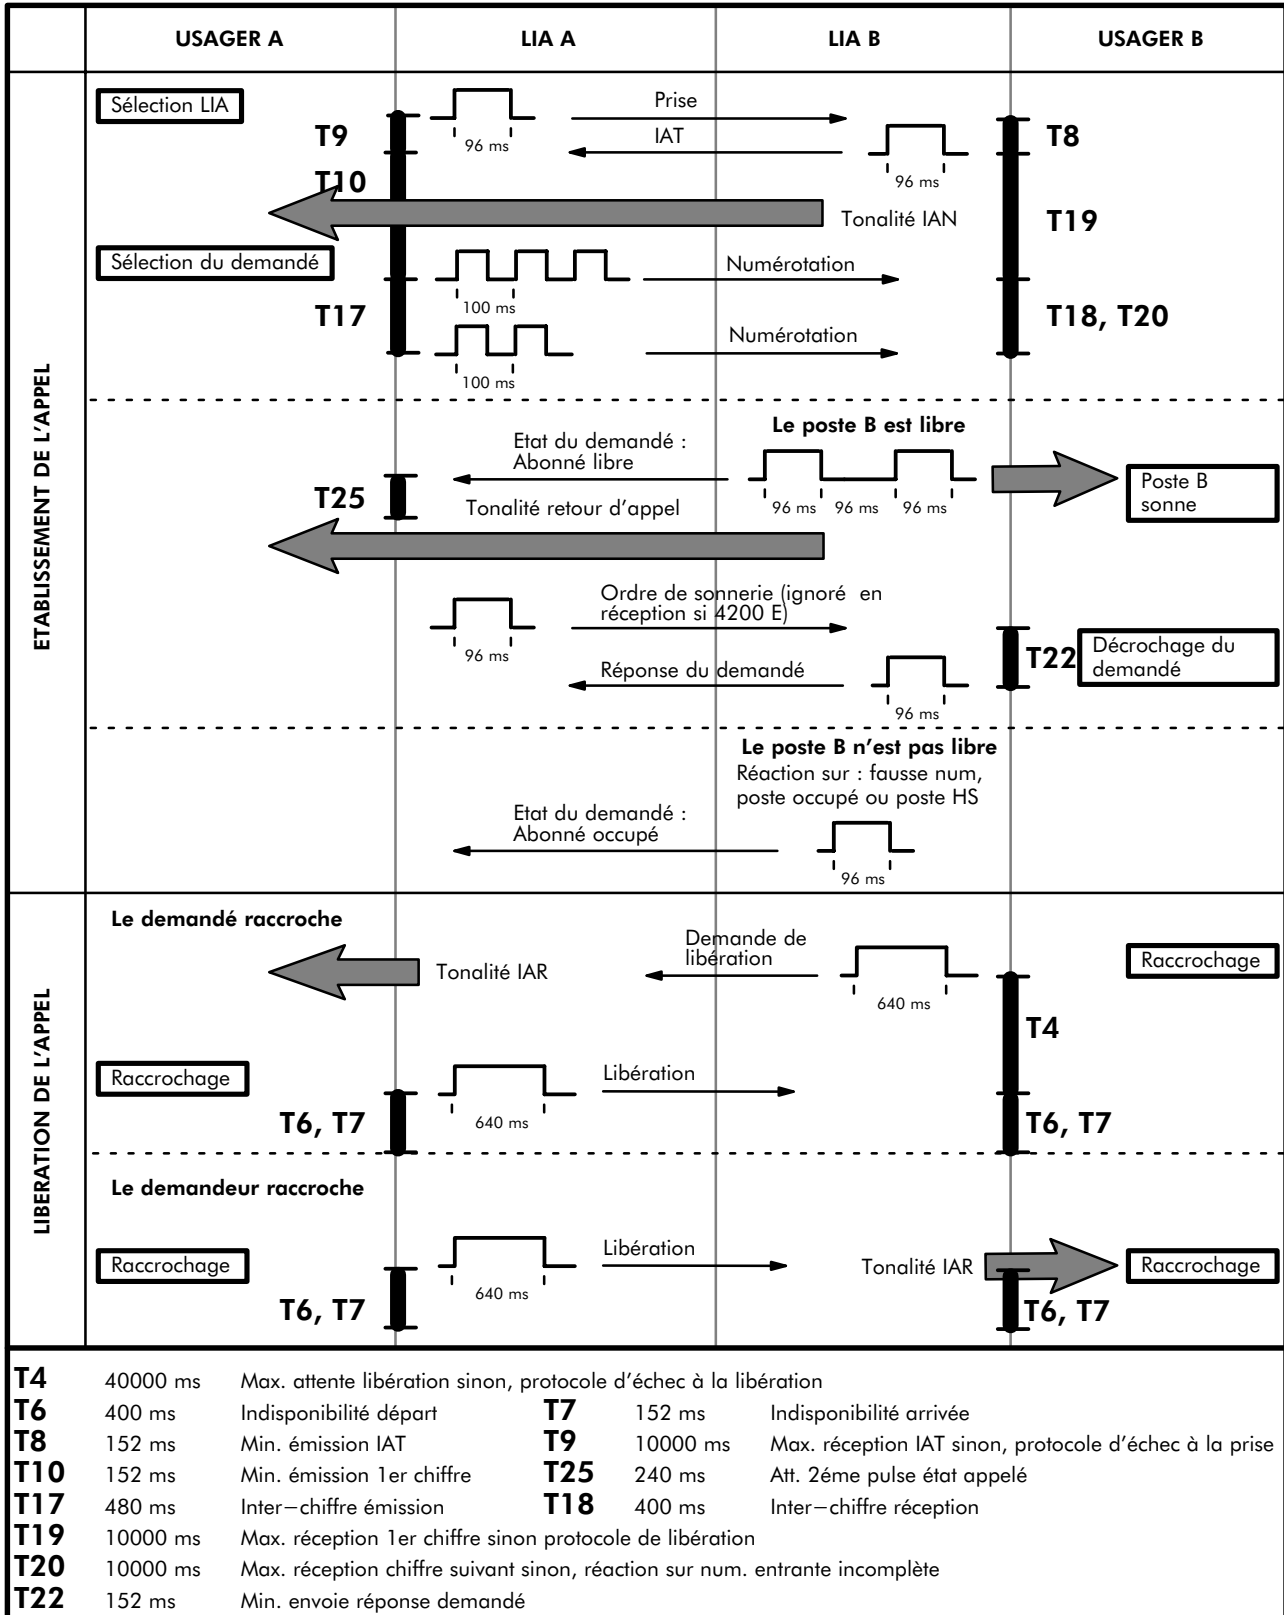 USAGER A
LIA A
LIA B
USAGER B
ETABLISSEMENT DE L'APPEL
Sélection LIA
T9
96 ms
Prise
IAT
96 ms
T8
T10
Tonalité IAN
T19
Sélection du demandé
Numérotation
100 ms
T17
T18, T20
Numérotation
100 ms
Le poste B est libre
Etat du demandé :
Abonné libre
96 ms 96 ms 96 ms
Poste B
sonne
T25
Tonalité retour d'appel
Ordre de sonnerie (ignoré en
réception si 4200 E)
96 ms
T22
Décrochage du
demandé
Réponse du demandé
96 ms
Le poste B n'est pas libre
Réaction sur : fausse num,
poste occupé ou poste HS
Etat du demandé :
Abonné occupé
96 ms
LIBERATION DE L'APPEL
Le demandé raccroche
Tonalité IAR
Demande de
libération
640 ms
Raccrochage
T4
Raccrochage
Libération
640 ms
T6, T7
T6, T7
Le demandeur raccroche
Raccrochage
Libération
640 ms
Tonalité IAR
Raccrochage
T6, T7
T6, T7
T4 40000 ms Max. attente libération sinon, protocole d'échec à la libération
T6 400 ms Indisponibilité départ T7 152 ms Indisponibilité arrivée
T8 152 ms Min. émission IAT T9 10000 ms Max. réception IAT sinon, protocole d'échec à la prise
T10 152 ms Min. émission 1er chiffre T25 240 ms Att. 2éme pulse état appelé
T17 480 ms Inter−chiffre émission T18 400 ms Inter−chiffre réception
T19 10000 ms Max. réception 1er chiffre sinon protocole de libération
T20 10000 ms Max. réception chiffre suivant sinon, réaction sur num. entrante incomplète
T22 152 ms Min. envoie réponse demandé